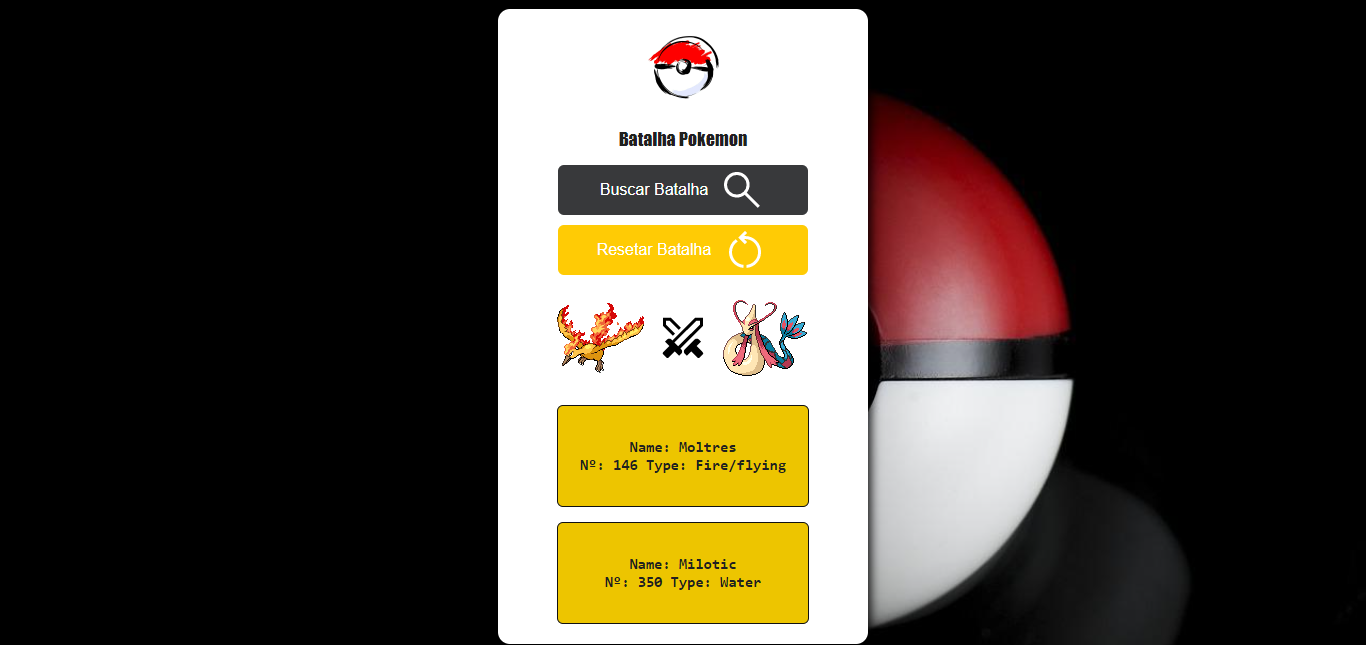 Batalha Pokemon
Buscar Batalha
Resetar Batalha
Name: Moltres
Nº: 146 Type: Fire/flying
Name: Milotic
Nº: 350 Type: Water